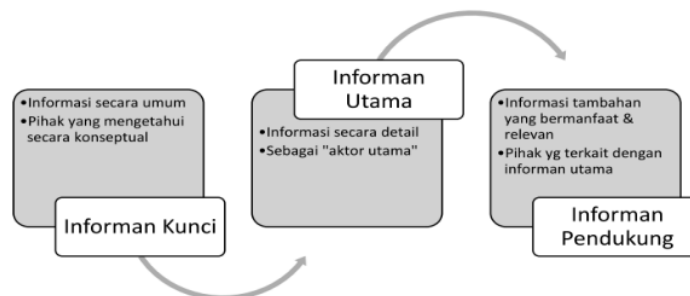 •Informasi secara umum
•Pihak yang mengetahui
secara konseptual
Informan Kunci
Informan
Utama
•Informasi secara detail
•Sebagai "aktor utama"
•Informasi tambahan
yang bermanfaat &
relevan
•Pihak yg terkait dengan
informan utama
Informan
Pendukung